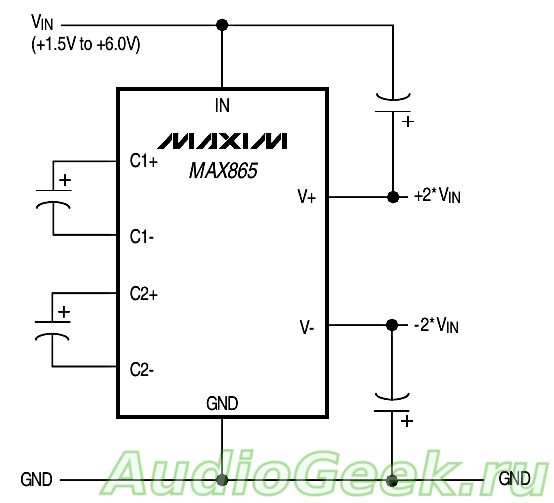 VIN
(+1.5V to +6.0V)
IN
MAXIM
MAX865
C1+
C1-
C2+
C2-
V+
V-
GND
+
+
+
+
+2*VIN
-2*VIN
GND
GND
AudioGeek.ru